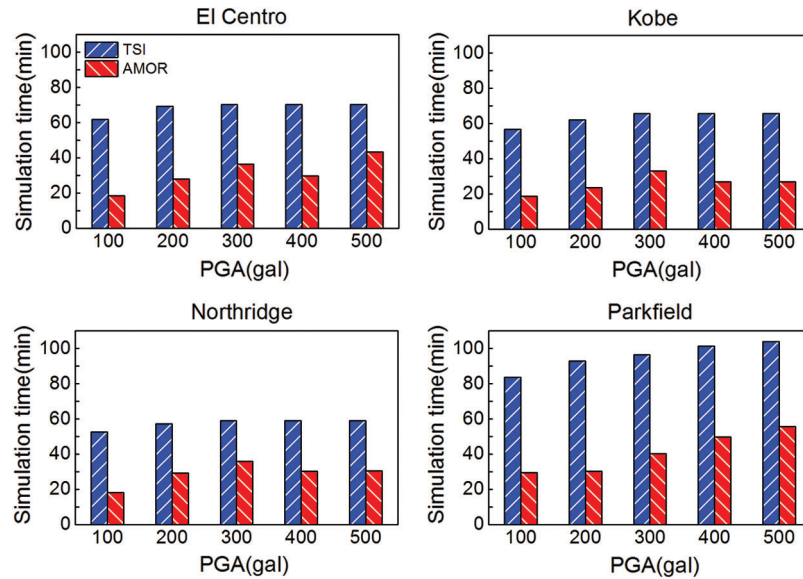 El Centro
Simulation time(min)
100
80
60
40
20
0
TSI
AMOR
100 200 300 400 500
PGA(gal)
Kobe
Simulation time(min)
100
80
60
40
20
0
100 200 300 400 500
PGA(gal)
Northridge
Simulation time(min)
100
80
60
40
20
0
100 200 300 400 500
PGA(gal)
Parkfield
Simulation time(min)
100
80
60
40
20
0
100 200 300 400 500
PGA(gal)